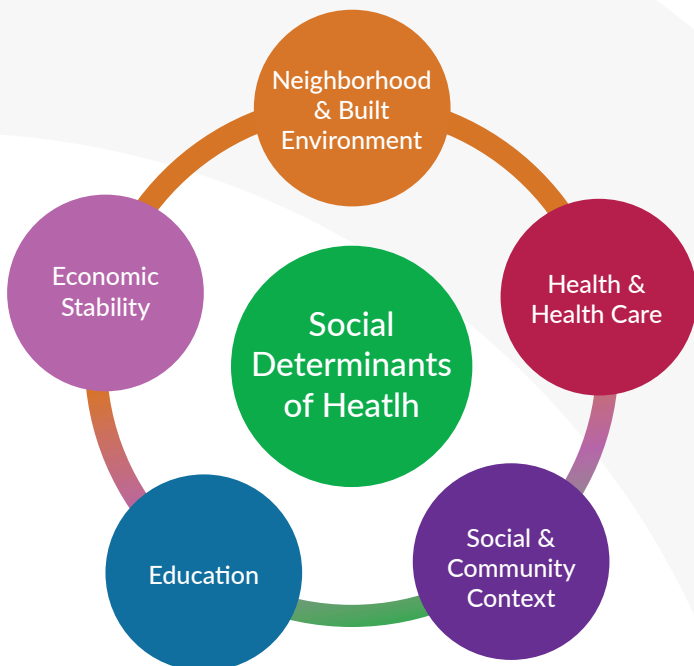 Neighborhood
& Built
Environment
Economic
Stability
Health &
Health Care
Social
Determinants
of Heatlh
Education
Social &
Community
Context